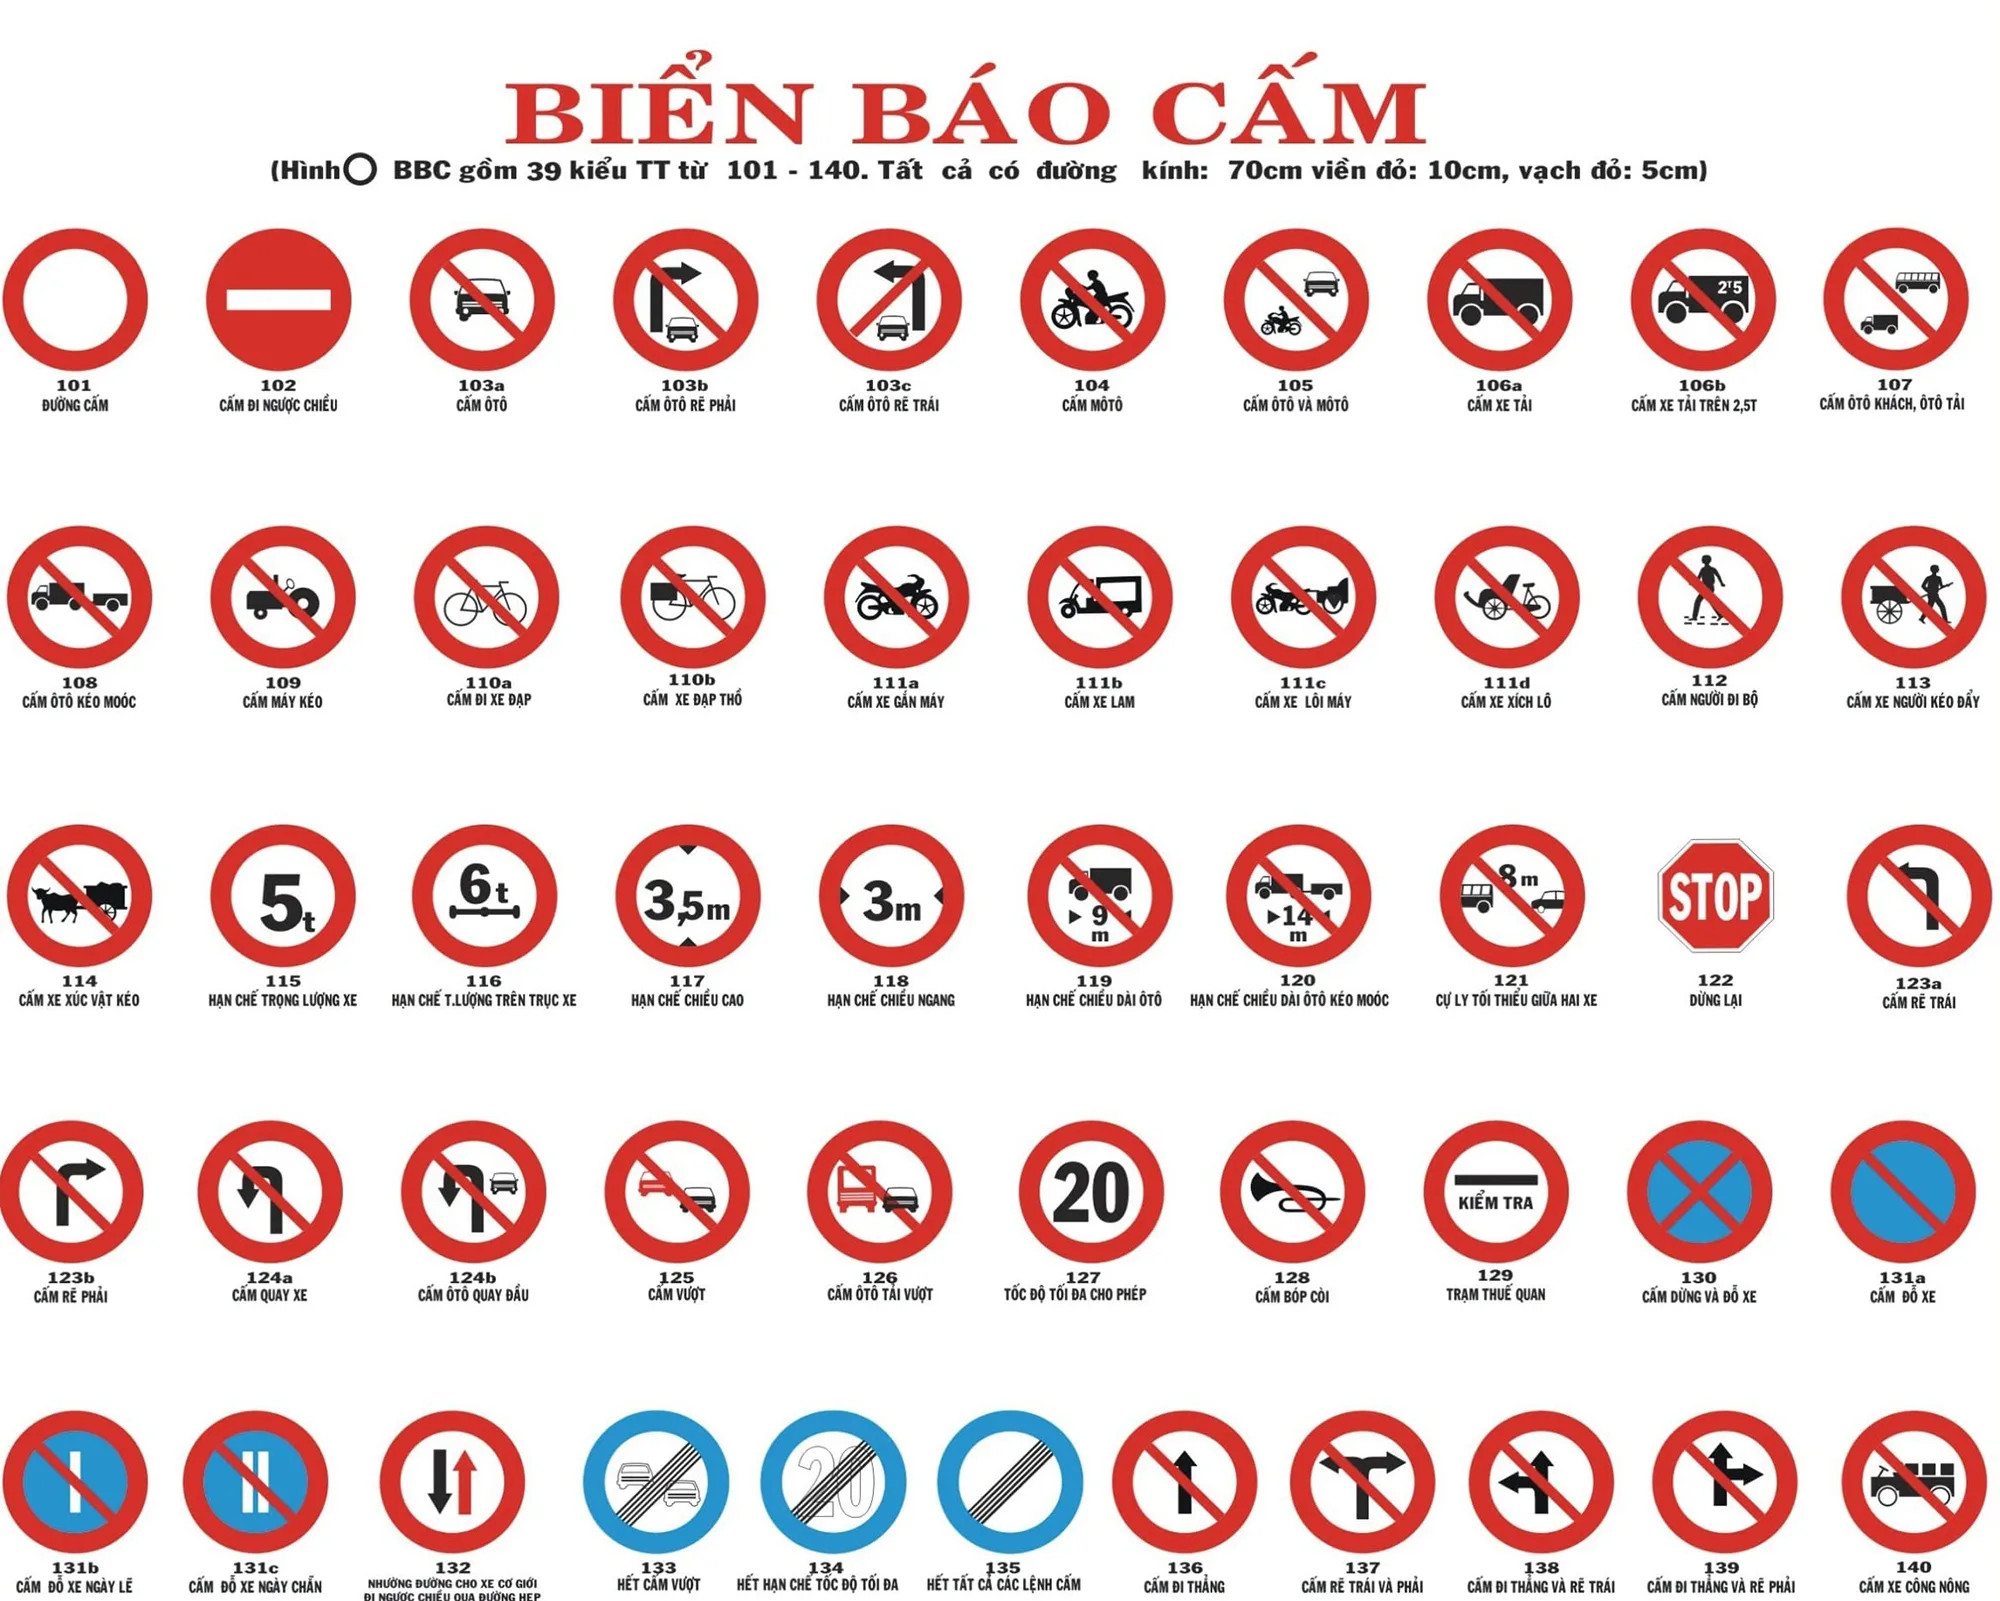 BIỂN BÁO CẤM
(Hình BBC gồm 39 kiểu TT từ 101 - 140. Tất cả có đường kính: 70cm viền đỏ: 10cm, vạch đỏ: 5cm)
2T5
101 102 103a 103b 103c 104 105 106a 106b 107
ĐƯỜNG CẤM CẤM ĐI NGƯỢC CHIỀU CẤM ÔTÔ CẤM ÔTÔ RẼ PHẢI CẤM ÔTÔ RẼ TRÁI CẤM MÔTÔ CẤM ÔTÔ VÀ MÔTÔ CẤM XE TẢI CẤM XE TẢI TRÊN 2,5T CẤM ÔTÔ KHÁCH, ÔTÔ TẢI
108 109 110a 110b 111a 111b 111c 111d 112 113
CẤM ÔTÔ KÉO MOÓC CẤM MÁY KÉO CẤM ĐI XE ĐẠP CẤM XE ĐẠP THỒ CẤM XE GẮN MÁY CẤM XE LAM CẤM XE LÔI MÁY CẤM XE XÍCH LÔ CẤM NGƯỜI ĐI BỘ CẤM XE NGƯỜI KÉO ĐẨY
5t 6t 3,5m 3m 9 m 14 m 8m STOP
114 115 116 117 118 119 120 121 122 123a
CẤM XE XÚC VẬT KÉO HẠN CHẾ TRỌNG LƯỢNG XE HẠN CHẾ T.LƯỢNG TRÊN TRỤC XE HẠN CHẾ CHIỀU CAO HẠN CHẾ CHIỀU NGANG HẠN CHẾ CHIỀU DÀI ÔTÔ HẠN CHẾ CHIỀU DÀI ÔTÔ KÉO MOÓC CỰ LY TỐI THIỂU GIỮA HAI XE DỪNG LẠI CẤM RẼ TRÁI
20 KIỂM TRA
123b 124a 124b 125 126 127 128 129 130 131a
CẤM RẼ PHẢI CẤM QUAY XE CẤM ÔTÔ QUAY ĐẦU CẤM VƯỢT CẤM ÔTÔ TẢI VƯỢT TỐC ĐỘ TỐI ĐA CHO PHÉP CẤM BÓP CÒI TRẠM THUẾ QUAN CẤM DỪNG VÀ ĐỖ XE CẤM ĐỖ XE
20
131b 131c 132 133 134 135 136 137 138 139 140
CẤM ĐỖ XE NGÀY LẺ CẤM ĐỖ XE NGÀY CHẴN NHƯỜNG ĐƯỜNG CHO XE CƠ GIỚI HẾT CẤM VƯỢT HẾT HẠN CHẾ TỐC ĐỘ TỐI ĐA HẾT TẤT CẢ CÁC LỆNH CẤM CẤM ĐI THẲNG CẤM RẼ TRÁI VÀ PHẢI CẤM ĐI THẲNG VÀ RẼ TRÁI CẤM ĐI THẲNG VÀ RẼ PHẢI CẤM XE CÔNG NÔNG
ĐI NGƯỢC CHIỀU QUA ĐƯỜNG HẸP